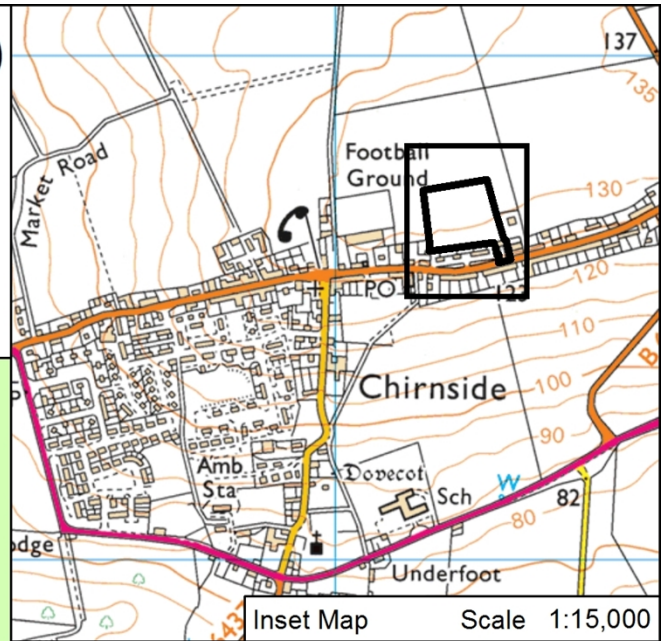 137
135
Market Road
Football
Ground
130
PO
123
120
110
Chirnside
100
90
Amb
Sta
Dovecot
Sch
W
82
80
Underfoot
Inset Map Scale 1:15,000